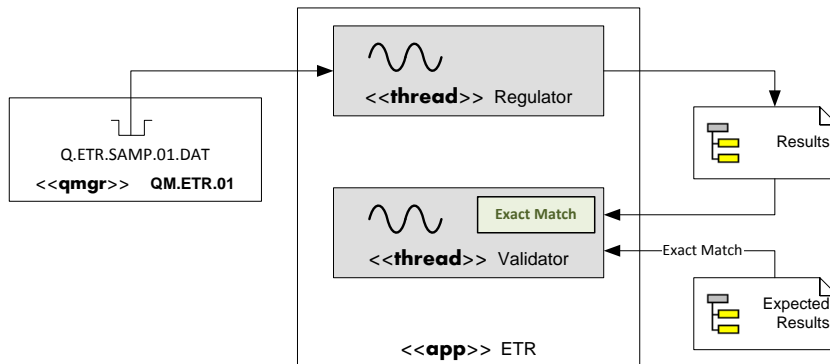 <<thread>> Regulator
Q.ETR.SAMP.01.DAT
<<qmgr>> QM.ETR.01
Results
Exact Match
<<thread>> Validator
Exact Match
Expected
Results
<<app>> ETR